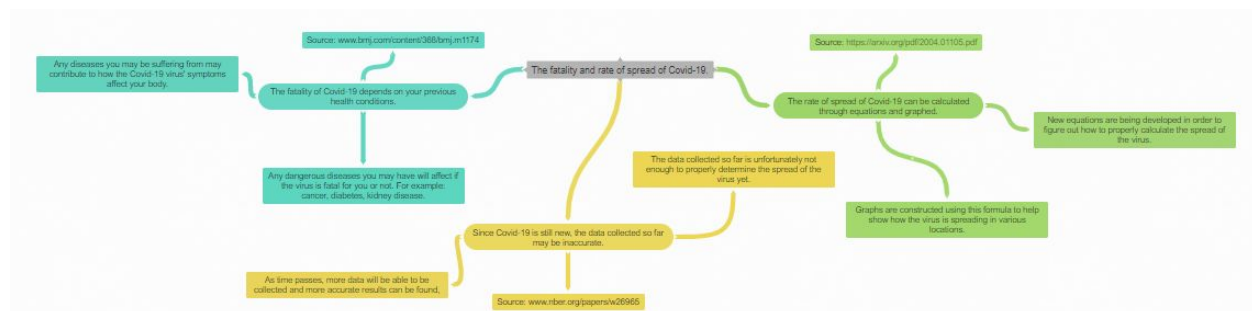 The fatality and rate of spread of Covid-19.
Source: www.bmj.com/content/368/bmj.m1174
Any diseases you may be suffering from may
contribute to how the Covid-19 virus' symptoms
affect your body.
The fatality of Covid-19 depends on your previous
health conditions.
Any dangerous diseases you may have will affect if
the virus is fatal for you or not. For example:
cancer, diabetes, kidney disease.
The data collected so far is unfortunately not
enough to properly determine the spread of the
virus yet.
Since Covid-19 is still new, the data collected so far
may be inaccurate.
As time passes, more data will be able to be
collected and more accurate results can be found,
Source: www.nber.org/papers/w26965
Source: https://arxiv.org/pdf/2004.01105.pdf
The rate of spread of Covid-19 can be calculated
through equations and graphed.
New equations are being developed in order to
figure out how to properly calculate the spread of
the virus.
Graphs are constructed using this formula to help
show how the virus is spreading in various
locations.